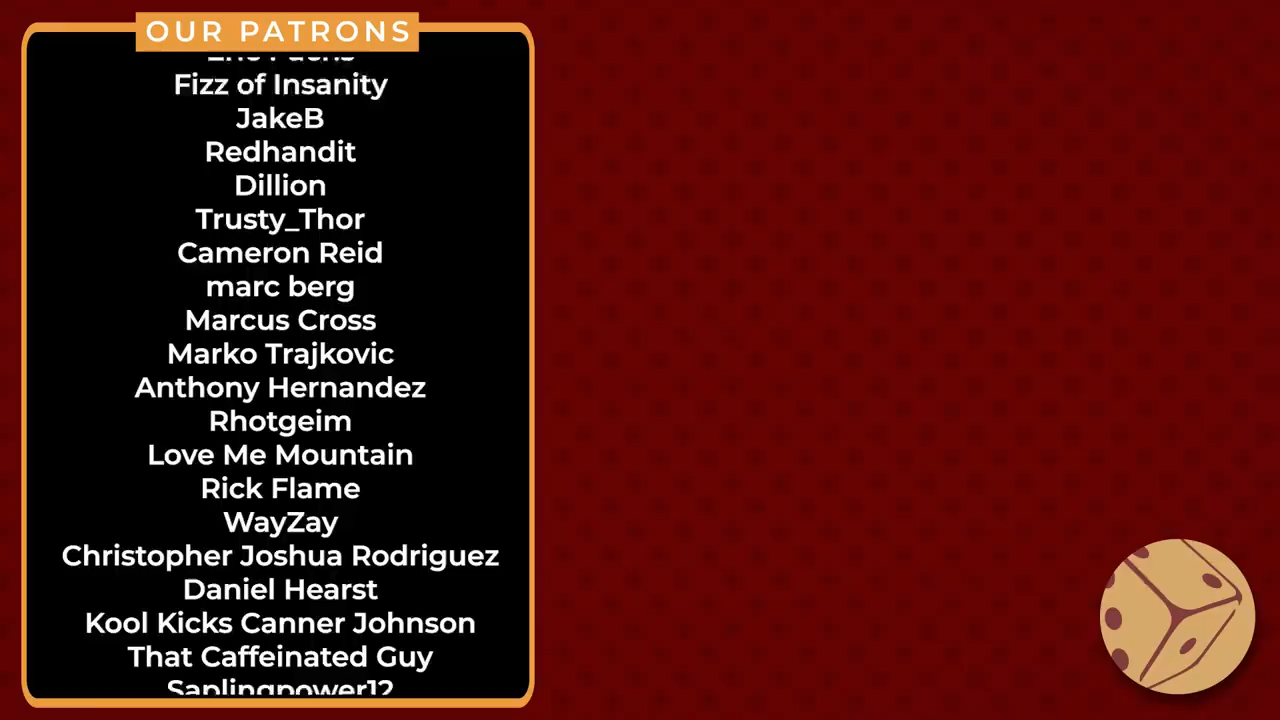 OUR PATRONS
Fizz of Insanity
JakeB
Redhandit
Dillion
Trusty_Thor
Cameron Reid
marc berg
Marcus Cross
Marko Trajkovic
Anthony Hernandez
Rhotgeim
Love Me Mountain
Rick Flame
WayZay
Christopher Joshua Rodriguez
Daniel Hearst
Kool Kicks Canner Johnson
That Caffeinated Guy
Saplingpower12